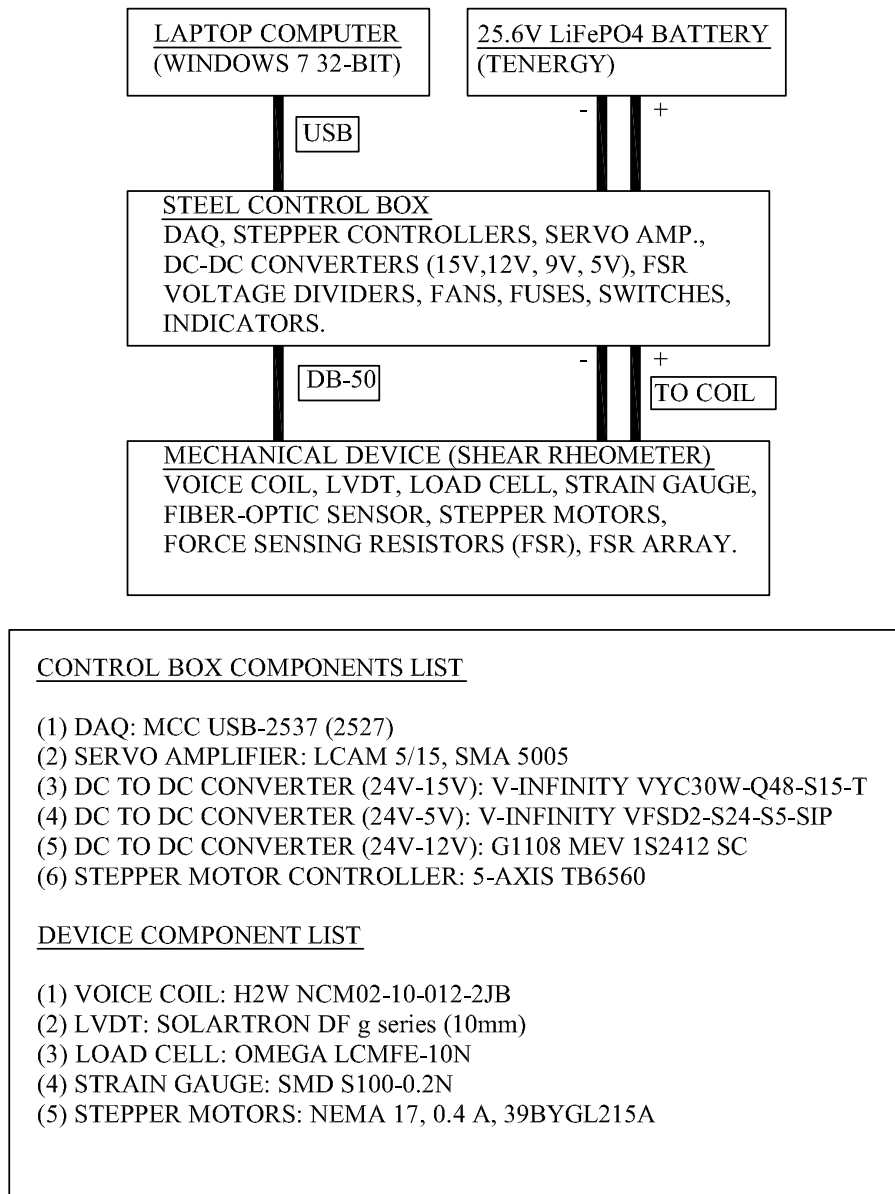 LAPTOP COMPUTER
(WINDOWS 7 32-BIT)
25.6V LiFePO4 BATTERY
(TENERGY)
- +
USB
STEEL CONTROL BOX
DAQ, STEPPER CONTROLLERS, SERVO AMP.,
DC-DC CONVERTERS (15V,12V, 9V, 5V), FSR
VOLTAGE DIVIDERS, FANS, FUSES, SWITCHES,
INDICATORS.
- +
DB-50
TO COIL
MECHANICAL DEVICE (SHEAR RHEOMETER)
VOICE COIL, LVDT, LOAD CELL, STRAIN GAUGE,
FIBER-OPTIC SENSOR, STEPPER MOTORS,
FORCE SENSING RESISTORS (FSR), FSR ARRAY.
CONTROL BOX COMPONENTS LIST
(1) DAQ: MCC USB-2537 (2527)
(2) SERVO AMPLIFIER: LCAM 5/15, SMA 5005
(3) DC TO DC CONVERTER (24V-15V): V-INFINITY VYC30W-Q48-S15-T
(4) DC TO DC CONVERTER (24V-5V): V-INFINITY VFSD2-S24-S5-SIP
(5) DC TO DC CONVERTER (24V-12V): G1108 MEV 1S2412 SC
(6) STEPPER MOTOR CONTROLLER: 5-AXIS TB6560
DEVICE COMPONENT LIST
(1) VOICE COIL: H2W NCM02-10-012-2JB
(2) LVDT: SOLARTRON DF g series (10mm)
(3) LOAD CELL: OMEGA LCMFE-10N
(4) STRAIN GAUGE: SMD S100-0.2N
(5) STEPPER MOTORS: NEMA 17, 0.4 A, 39BYGL215A